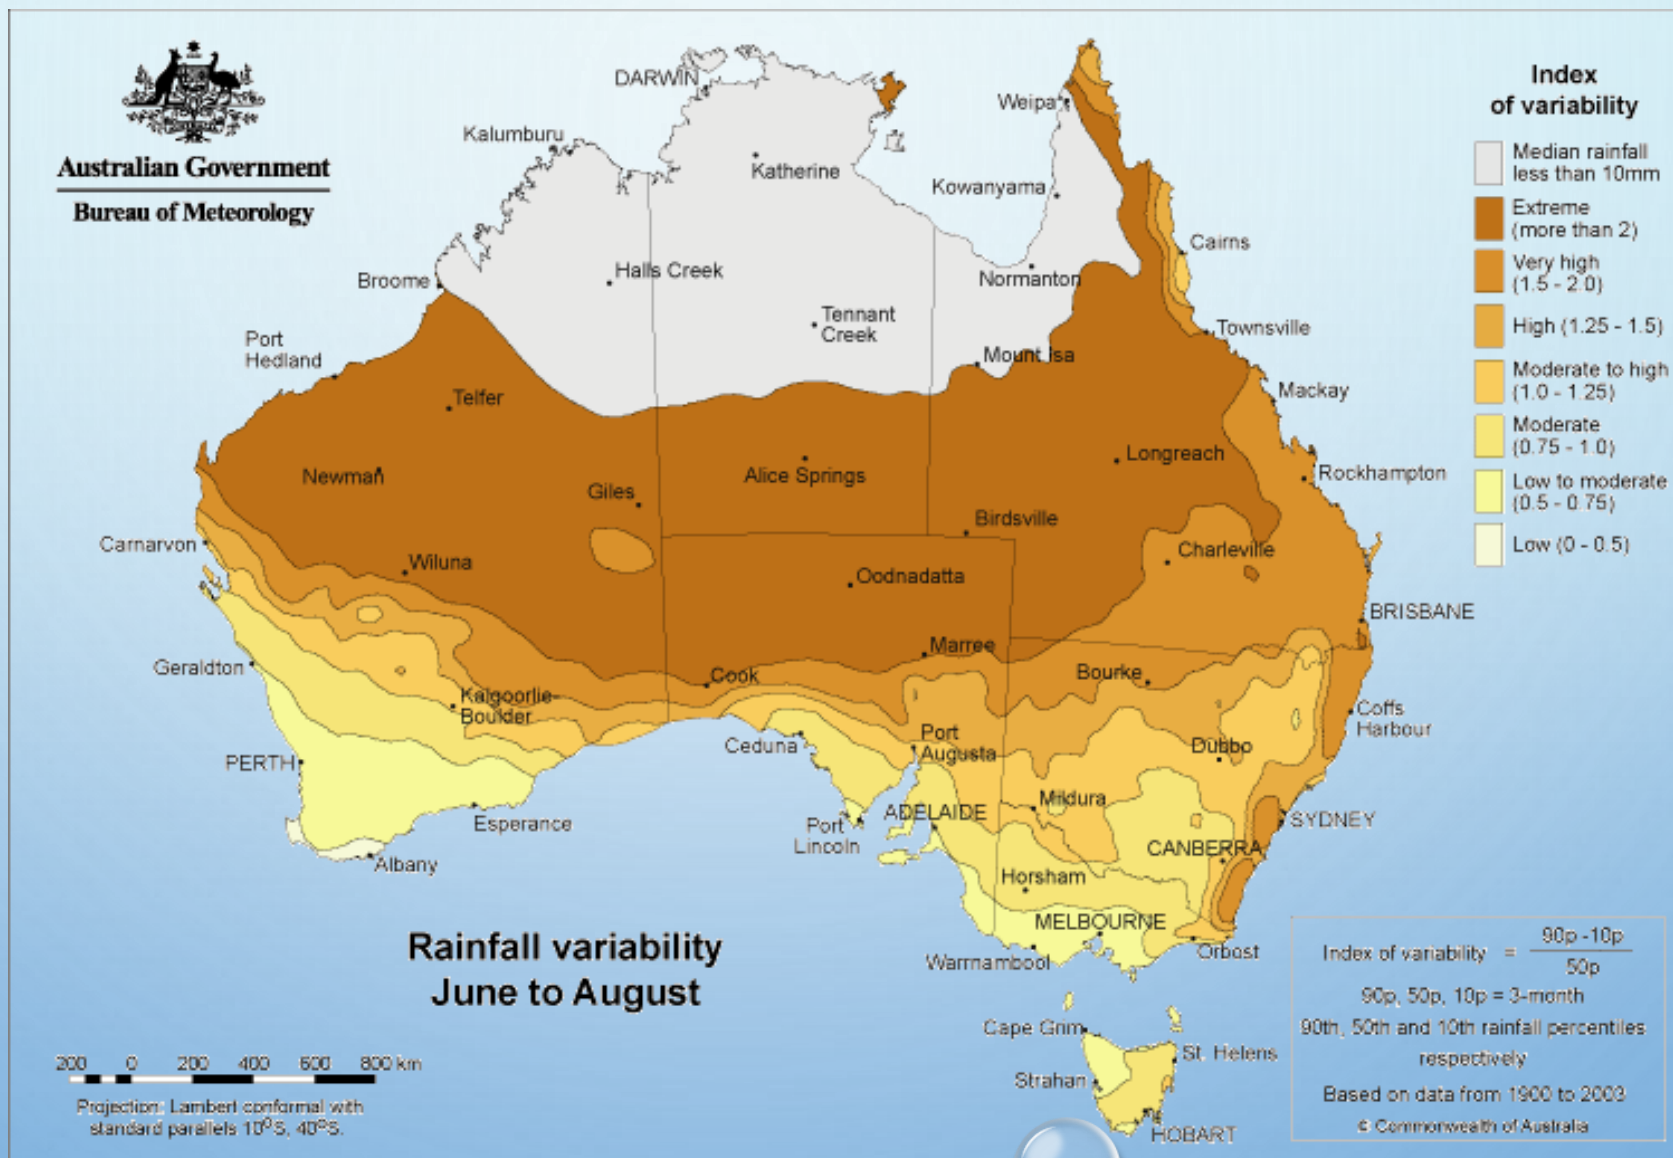 Australian Government
Bureau of Meteorology
DARWIN
Kalumburu
Katherine
Weipa
Kowanyama
Broome
Halls Creek
Normanton
Cairns
Tennant
Creek
Townsville
Port
Hedland
Mount Isa
Mackay
Telfer
Newman
Giles
Alice Springs
Longreach
Rockhampton
Birdsville
Carnarvon
Wiluna
Oodnadatta
Charleville
BRISBANE
Geraldton
Marree
Cook
Bourke
Kalgoorlie-
Boulder
Coffs
Harbour
Ceduna
Port
Augusta
Dubbo
PERTH
Mildura
SYDNEY
Esperance
Port
Lincoln
ADELAIDE
CANBERRA
Albany
Horsham
MELBOURNE
Warrnambool
Orbost
Cape Grim
St. Helens
Strahan
HOBART
Index
of variability
Median rainfall
less than 10mm
Extreme
(more than 2)
Very high
(1.5 - 2.0)
High (1.25 - 1.5)
Moderate to high
(1.0 - 1.25)
Moderate
(0.75 - 1.0)
Low to moderate
(0.5 - 0.75)
Low (0 - 0.5)
Rainfall variability
June to August
200 0 200 400 600 800 km
Projection: Lambert conformal with
standard parallels 10ºS, 40ºS.
Index of variability = 90p -10p
50p
90p, 50p, 10p = 3-month
90th, 50th and 10th rainfall percentiles
respectively
Based on data from 1900 to 2003
© Commonwealth of Australia